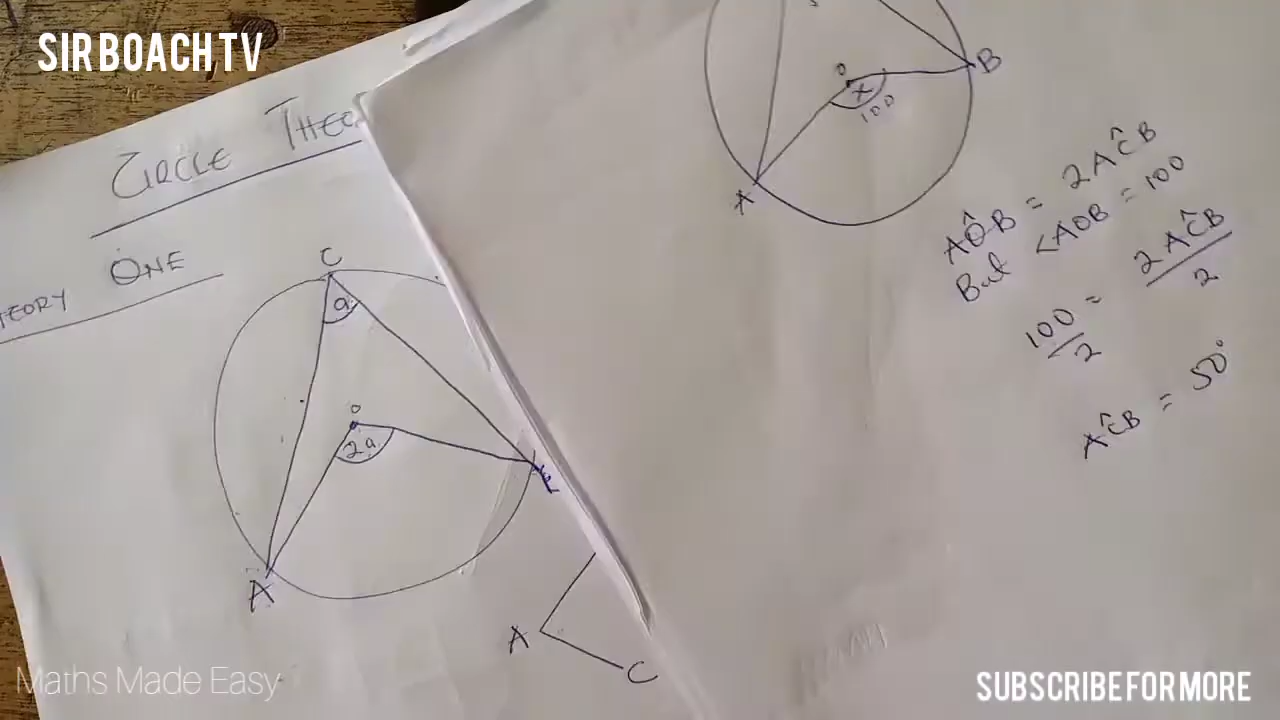 SIR BOACH TV
CIRCLE THEO
THEORY ONE
C
a
O
2a
A
A
C
B
O
x
100
A
AÔB = 2AĈB
But <AOB = 100
100/2 = 2AĈB/2
AĈB = 50°
Maths Made Easy
SUBSCRIBE FOR MORE